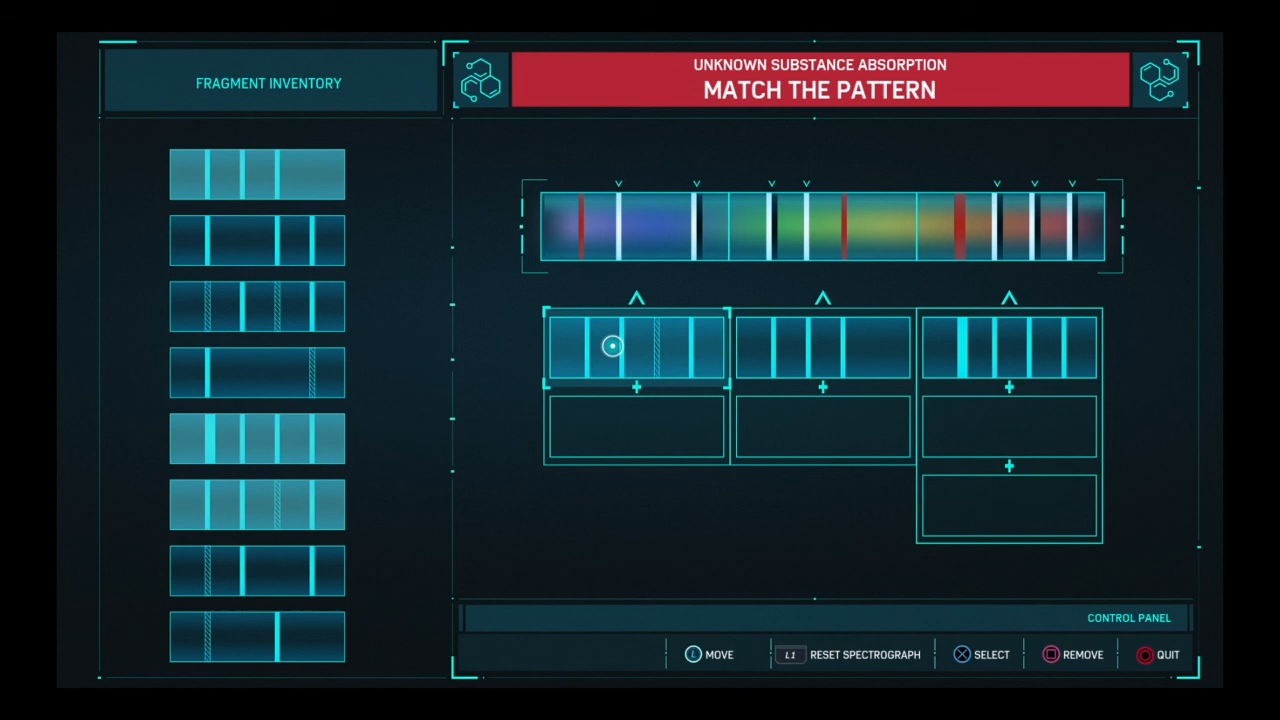 FRAGMENT INVENTORY
UNKNOWN SUBSTANCE ABSORPTION
MATCH THE PATTERN
CONTROL PANEL
L MOVE
L1 RESET SPECTROGRAPH
SELECT
REMOVE
QUIT